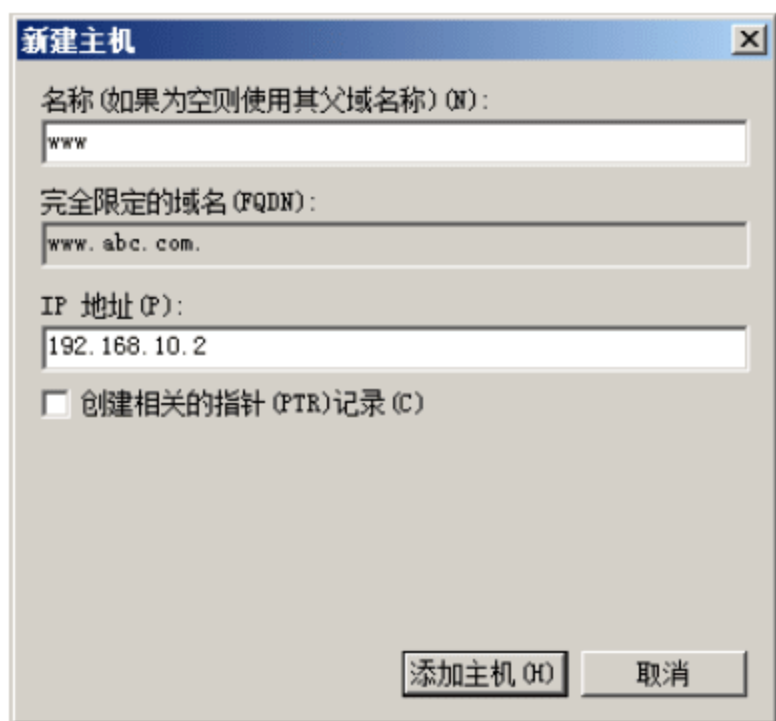 新建主机
名称(如果为空则使用其父域名称)(N):
www
完全限定的域名(FQDN):
www.abc.com.
IP 地址(P):
192.168.10.2
创建相关的指针(PTR)记录(C)
添加主机(H) 取消